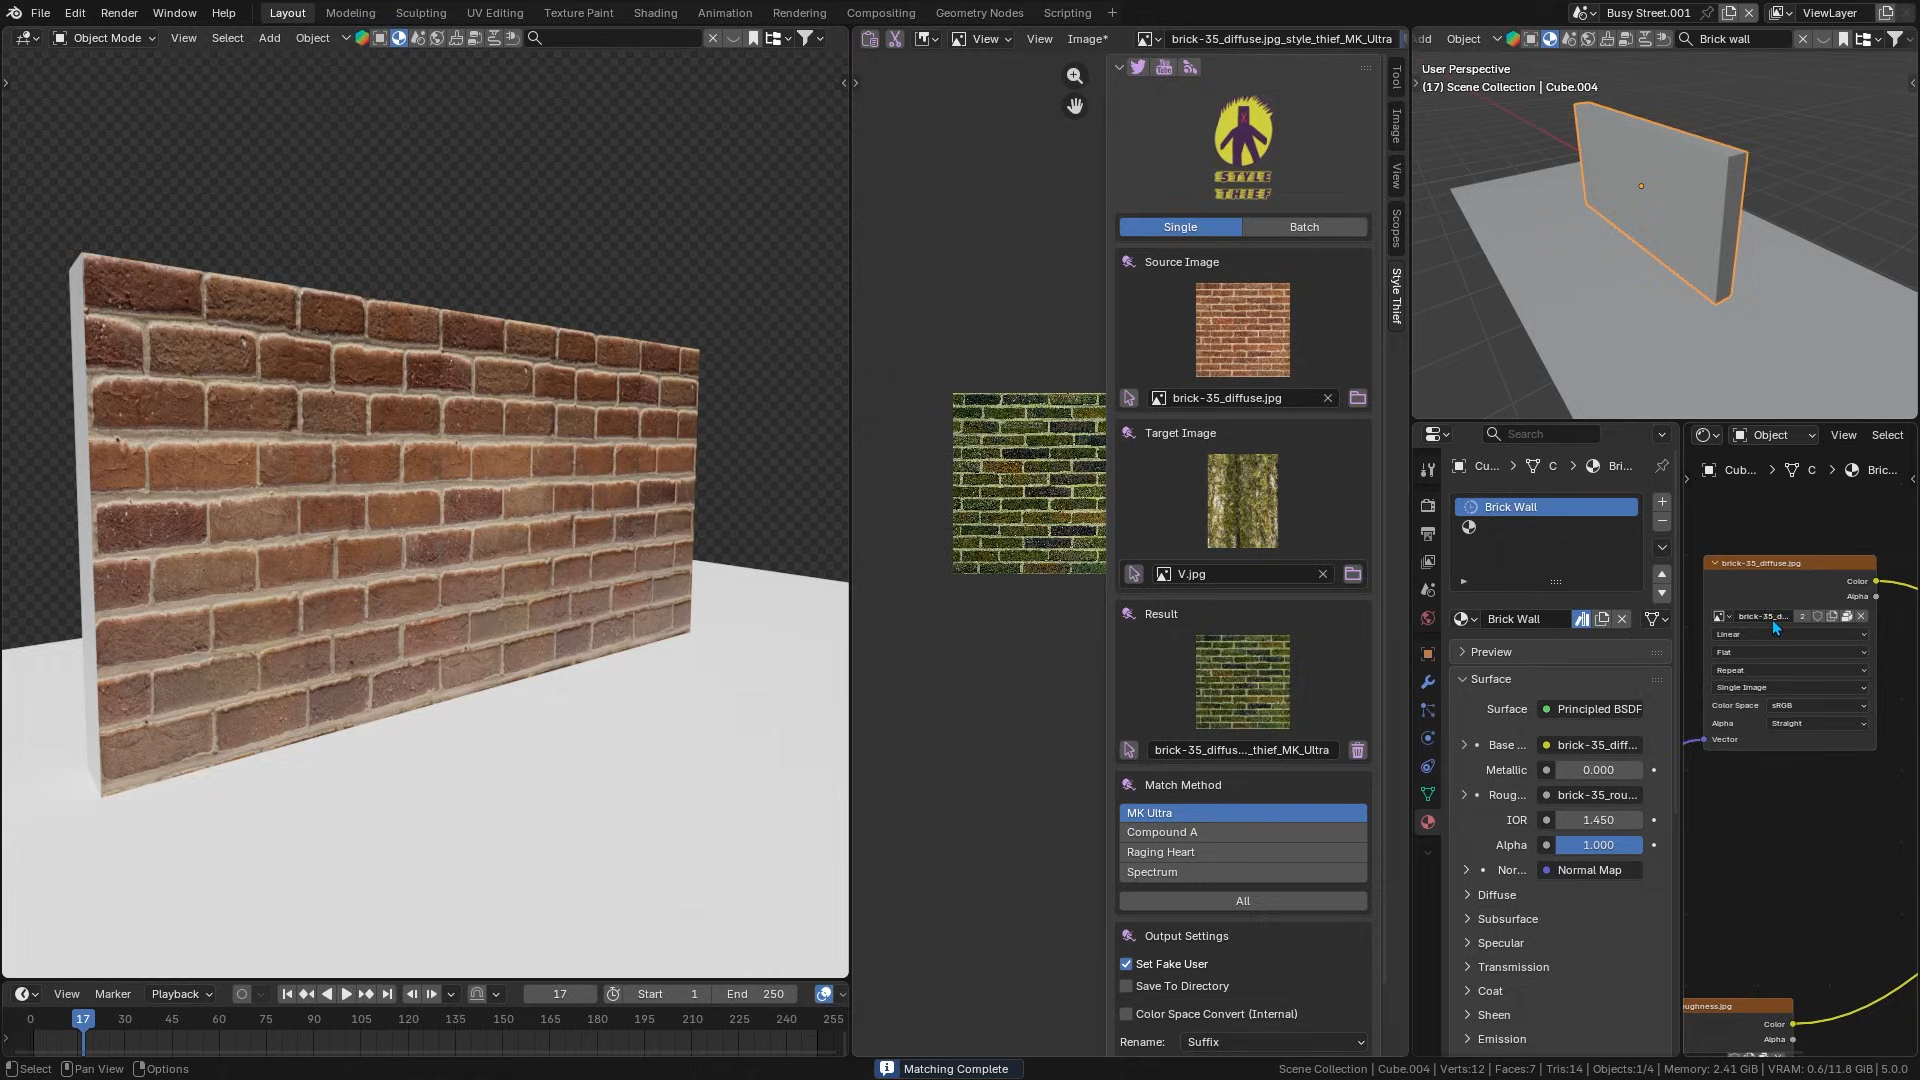 File Edit Render Window Help Layout Modeling Sculpting UV Editing Texture Paint Shading Animation Rendering Compositing Geometry Nodes Scripting +
Busy Street.001
ViewLayer
Object Mode View Select Add Object
View View Image* brick-35_diffuse.jpg_style_thief_MK_Ultra
Object Brick wall
User Perspective
(17) Scene Collection | Cube.004
Tool
Image
View
Scopes
Style Thief
STYLE
THIEF
Single Batch
Source Image
brick-35_diffuse.jpg
Target Image
V.jpg
Result
brick-35_diffus..._thief_MK_Ultra
Match Method
MK Ultra
Compound A
Raging Heart
Spectrum
All
Output Settings
Set Fake User
Save To Directory
Color Space Convert (Internal)
Rename: Suffix
Search
Cu... C Bri...
Brick Wall
Brick Wall
Preview
Surface
Surface Principled BSDF
Base ... brick-35_diff...
Metallic 0.000
Roug... brick-35_rou...
IOR 1.450
Alpha 1.000
Nor... Normal Map
Diffuse
Subsurface
Specular
Transmission
Coat
Sheen
Emission
Object View Select
Cub... C Bric...
brick-35_diffuse.jpg
Color
Alpha
brick-35_d... 2
Linear
Flat
Repeat
Single Image
Color Space sRGB
Alpha Straight
Vector
Color
Alpha
View Marker Playback 17 Start 1 End 250
0 17 30 45 60 75 90 105 120 135 150 165 180 195 210 225 240 255
Select Pan View Options
Matching Complete
Scene Collection | Cube.004 | Verts:12 | Faces:7 | Tris:14 | Objects:1/4 | Memory: 2.41 GiB | VRAM: 0.6/11.8 GiB | 5.0.0